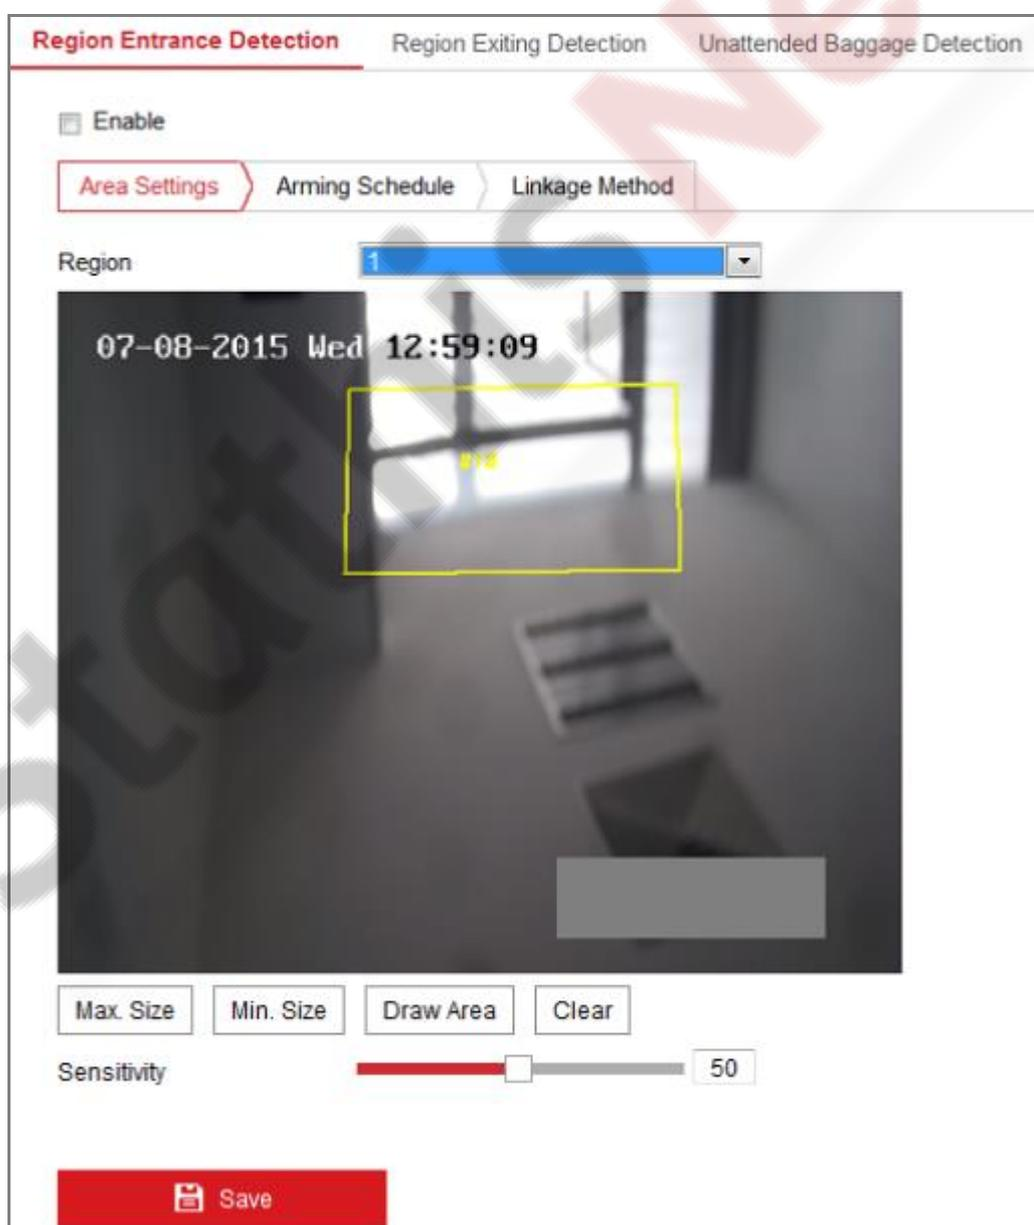 Region Entrance Detection Region Exiting Detection Unattended Baggage Detection
Enable
Area Settings Arming Schedule Linkage Method
Region 1
07-08-2015 Wed 12:59:09
#1#
Max. Size Min. Size Draw Area Clear
Sensitivity 50
Save